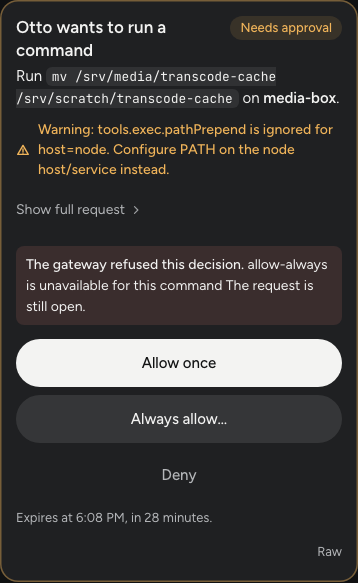 Otto wants to run a command
Needs approval
Run mv /srv/media/transcode-cache
/srv/scratch/transcode-cache on media-box.
Warning: tools.exec.pathPrepend is ignored for
host=node. Configure PATH on the node
host/service instead.
Show full request
The gateway refused this decision. allow-always
is unavailable for this command The request is
still open.
Allow once
Always allow...
Deny
Expires at 6:08 PM, in 28 minutes.
Raw